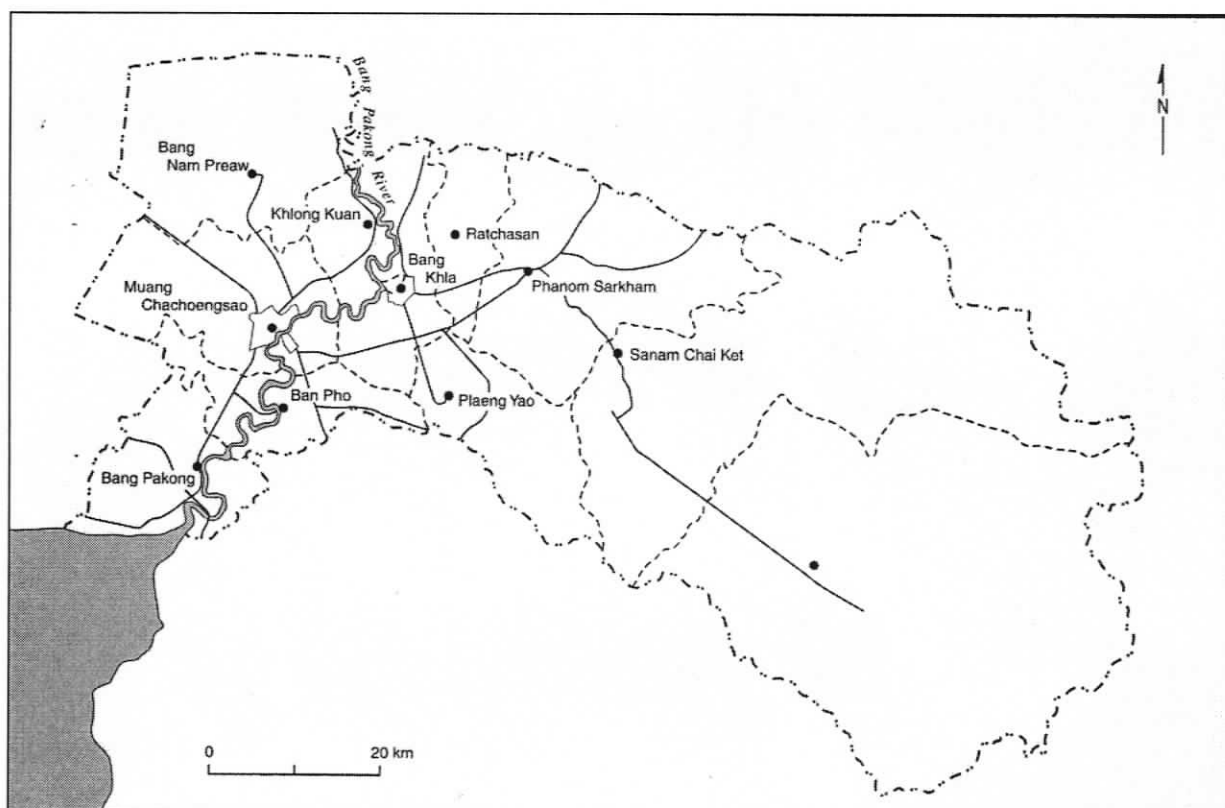 Bang Pakong River
N
Bang
Nam Preaw
Khlong Kuan
Ratchasan
Bang
Khla
Phanom Sarkham
Muang
Chachoengsao
Sanam Chai Ket
Ban Pho
Plaeng Yao
Bang Pakong
0
20 km